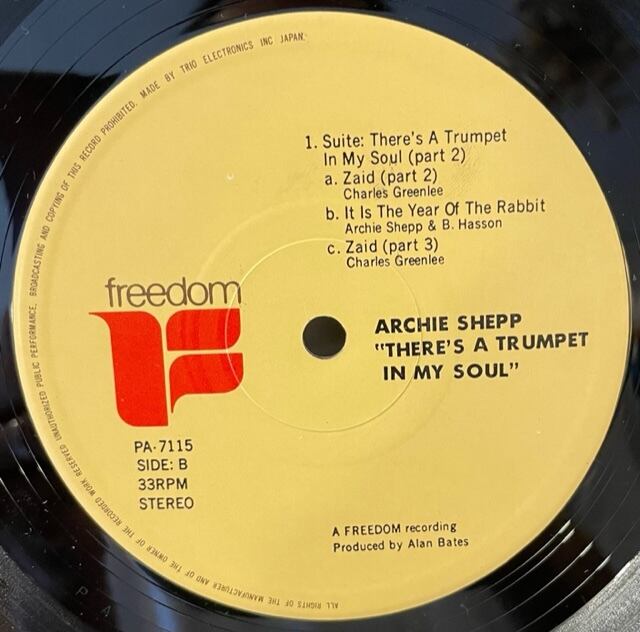 ALL RIGHTS OF THE MANUFACTURER AND OF THE OWNER OF THE RECORDED WORK RESERVED UNAUTHORIZED PUBLIC PERFORMANCE, BROADCASTING AND COPYING OF THIS RECORD PROHIBITED. MADE BY TRIO ELECTRONICS INC JAPAN.
1. Suite: There's A Trumpet
In My Soul (part 2)
a. Zaid (part 2)
Charles Greenlee
b. It Is The Year Of The Rabbit
Archie Shepp & B. Hasson
c. Zaid (part 3)
Charles Greenlee
freedom
ARCHIE SHEPP
"THERE'S A TRUMPET
IN MY SOUL"
PA-7115
SIDE: B
33RPM
STEREO
A FREEDOM recording
Produced by Alan Bates
P A